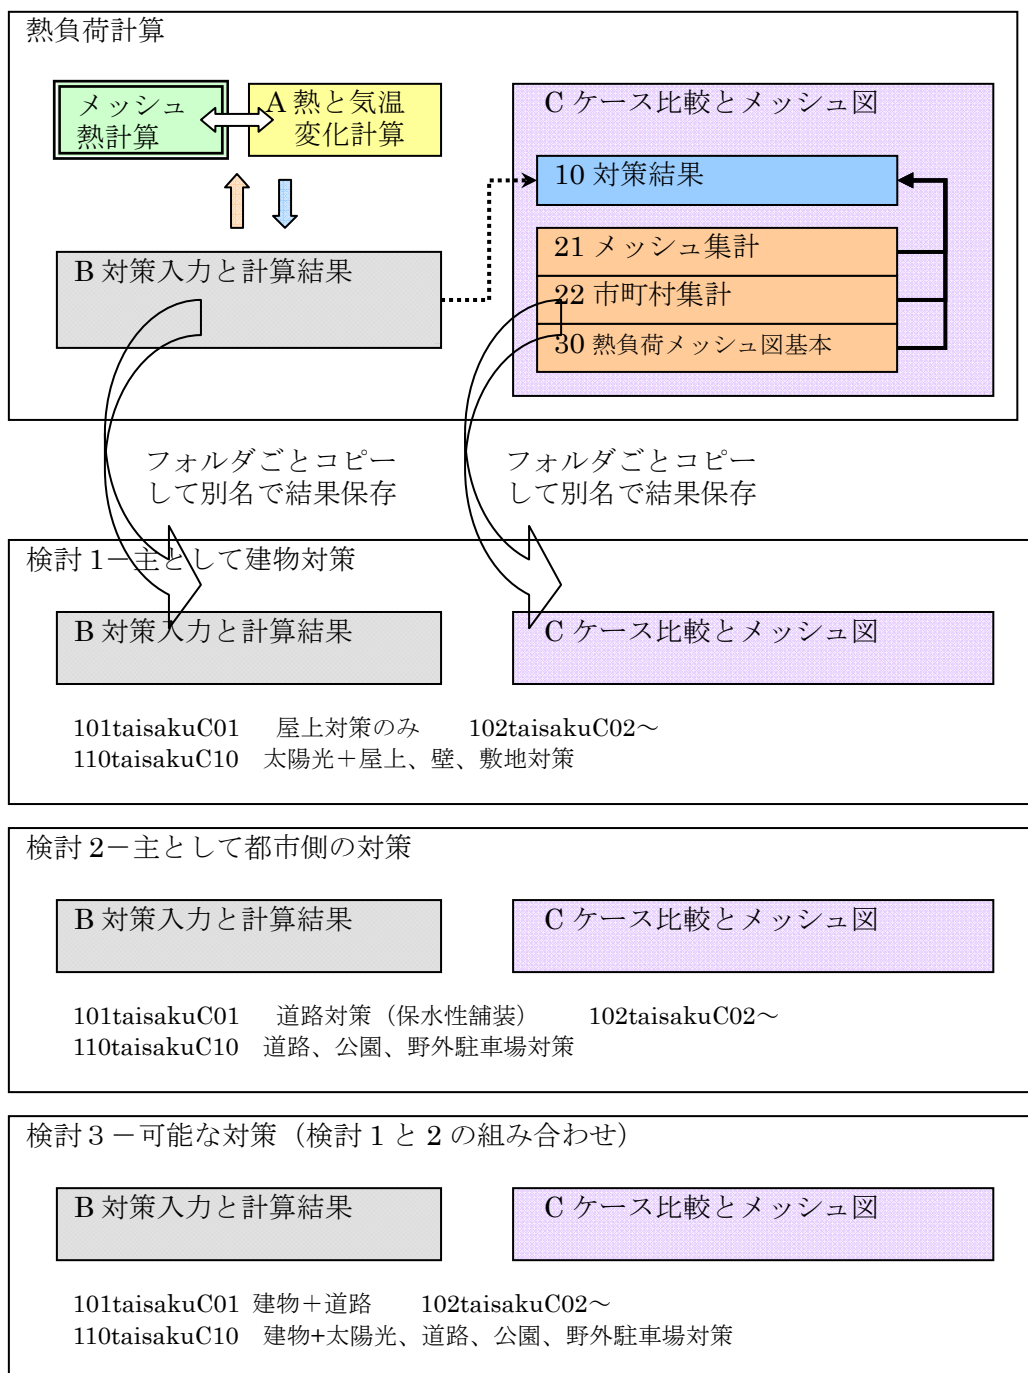 熱負荷計算
メッシュ
熱計算
A 熱と気温
変化計算
B 対策入力と計算結果
C ケース比較とメッシュ図
10 対策結果
21 メッシュ集計
22 市町村集計
30 熱負荷メッシュ図基本
フォルダごとコピー
して別名で結果保存
フォルダごとコピー
して別名で結果保存
検討 1－主として建物対策
B 対策入力と計算結果
C ケース比較とメッシュ図
101taisakuC01 屋上対策のみ 102taisakuC02～
110taisakuC10 太陽光＋屋上、壁、敷地対策
検討 2－主として都市側の対策
B 対策入力と計算結果
C ケース比較とメッシュ図
101taisakuC01 道路対策（保水性舗装） 102taisakuC02～
110taisakuC10 道路、公園、野外駐車場対策
検討３－可能な対策（検討 1 と 2 の組み合わせ）
B 対策入力と計算結果
C ケース比較とメッシュ図
101taisakuC01 建物＋道路 102taisakuC02～
110taisakuC10 建物+太陽光、道路、公園、野外駐車場対策